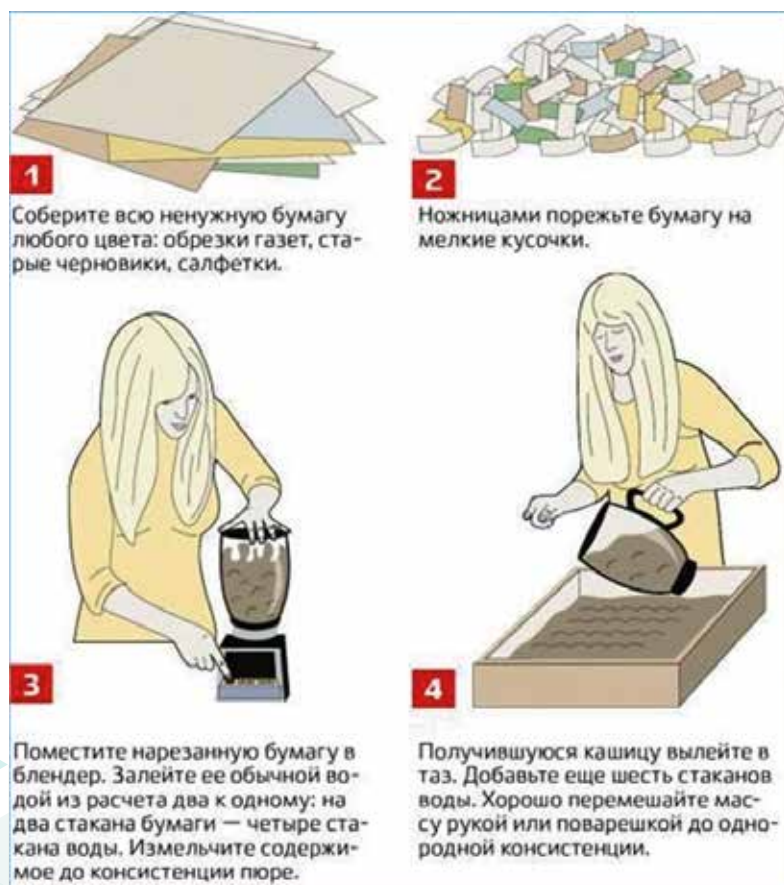 1
Соберите всю ненужную бумагу
любого цвета: обрезки газет, ста-
рые черновики, салфетки.
2
Ножницами порежьте бумагу на
мелкие кусочки.
3
Поместите нарезанную бумагу в
блендер. Залейте ее обычной во-
дой из расчета два к одному: на
два стакана бумаги — четыре ста-
кана воды. Измельчите содержи-
мое до консистенции пюре.
4
Получившуюся кашицу вылейте в
таз. Добавьте еще шесть стаканов
воды. Хорошо перемешайте мас-
су рукой или поварешкой до одно-
родной консистенции.